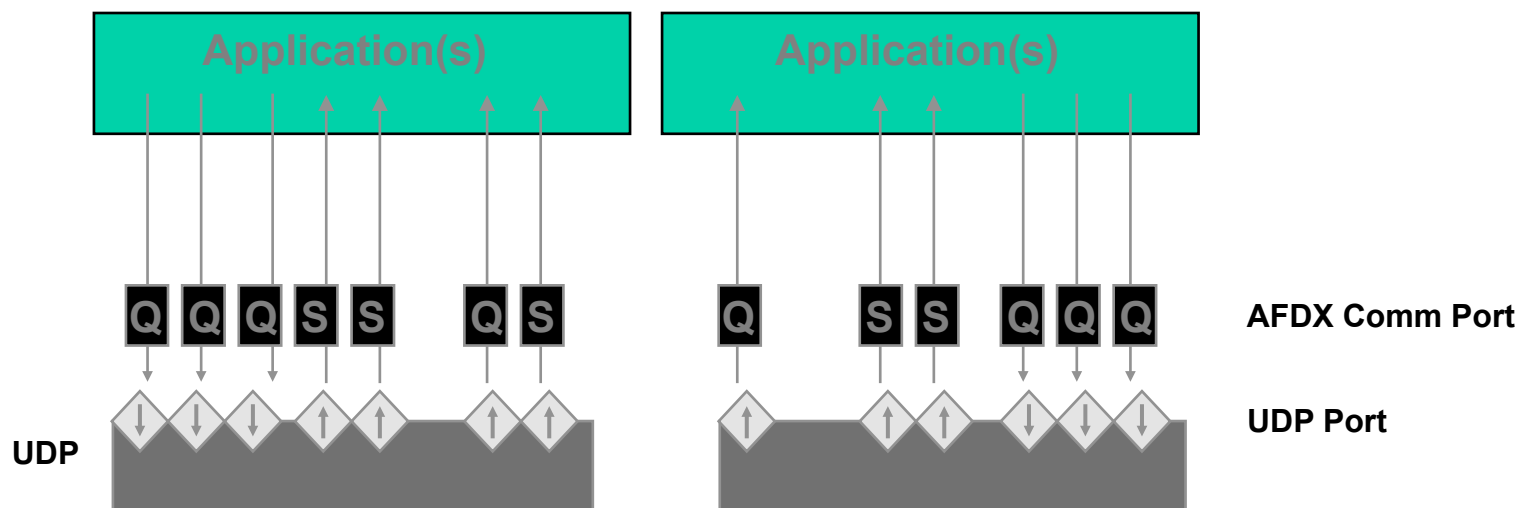 Application(s) Application(s)
Q Q Q S S Q S Q S S Q Q Q AFDX Comm Port
UDP Port
UDP